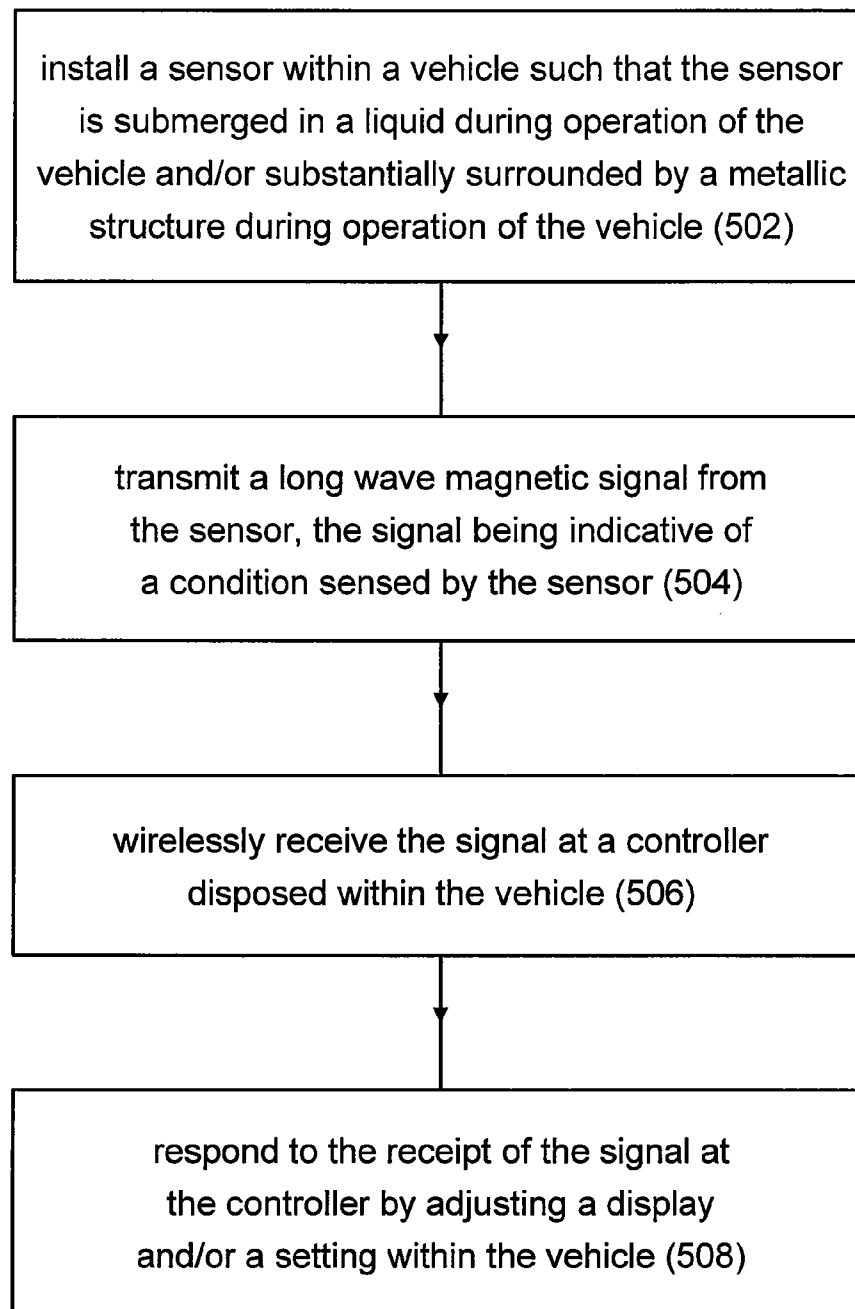 install a sensor within a vehicle such that the sensor
is submerged in a liquid during operation of the
vehicle and/or substantially surrounded by a metallic
structure during operation of the vehicle (502)
transmit a long wave magnetic signal from
the sensor, the signal being indicative of
a condition sensed by the sensor (504)
wirelessly receive the signal at a controller
disposed within the vehicle (506)
respond to the receipt of the signal at
the controller by adjusting a display
and/or a setting within the vehicle (508)